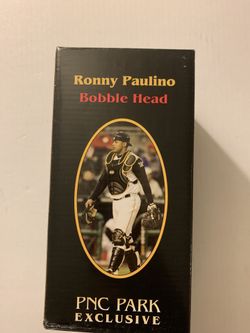 Ronny Paulino
Bobble Head
PNC PARK
EXCLUSIVE